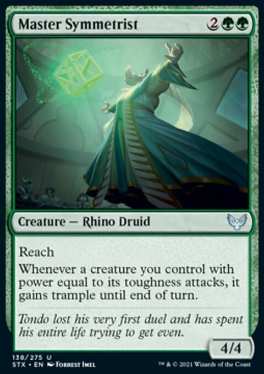 Master Symmetrist 2
Creature — Rhino Druid
Reach
Whenever a creature you control with
power equal to its toughness attacks, it
gains trample until end of turn.
Tondo lost his very first duel and has spent
his entire life trying to get even.
4/4
138/275 U
STX • EN Forrest Imel
™ & © 2021 Wizards of the Coast